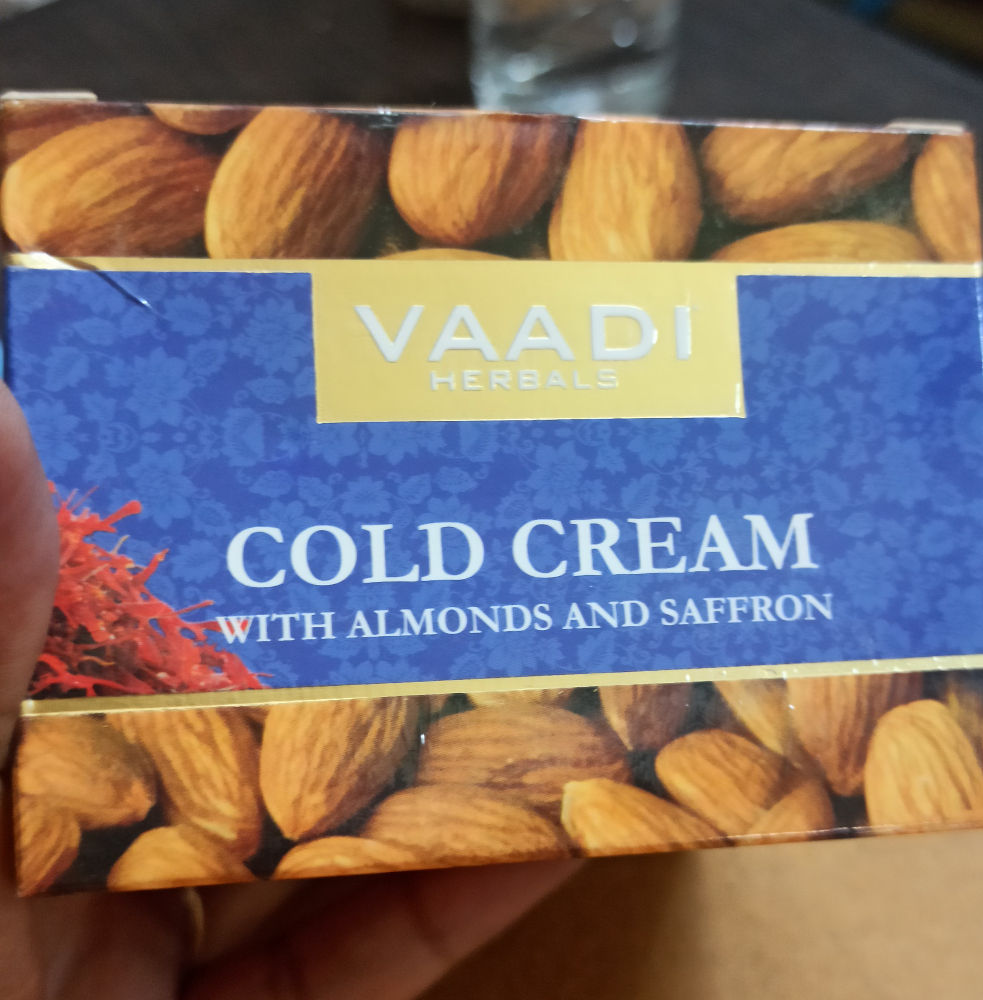 VAADI
HERBALS
COLD CREAM
WITH ALMONDS AND SAFFRON